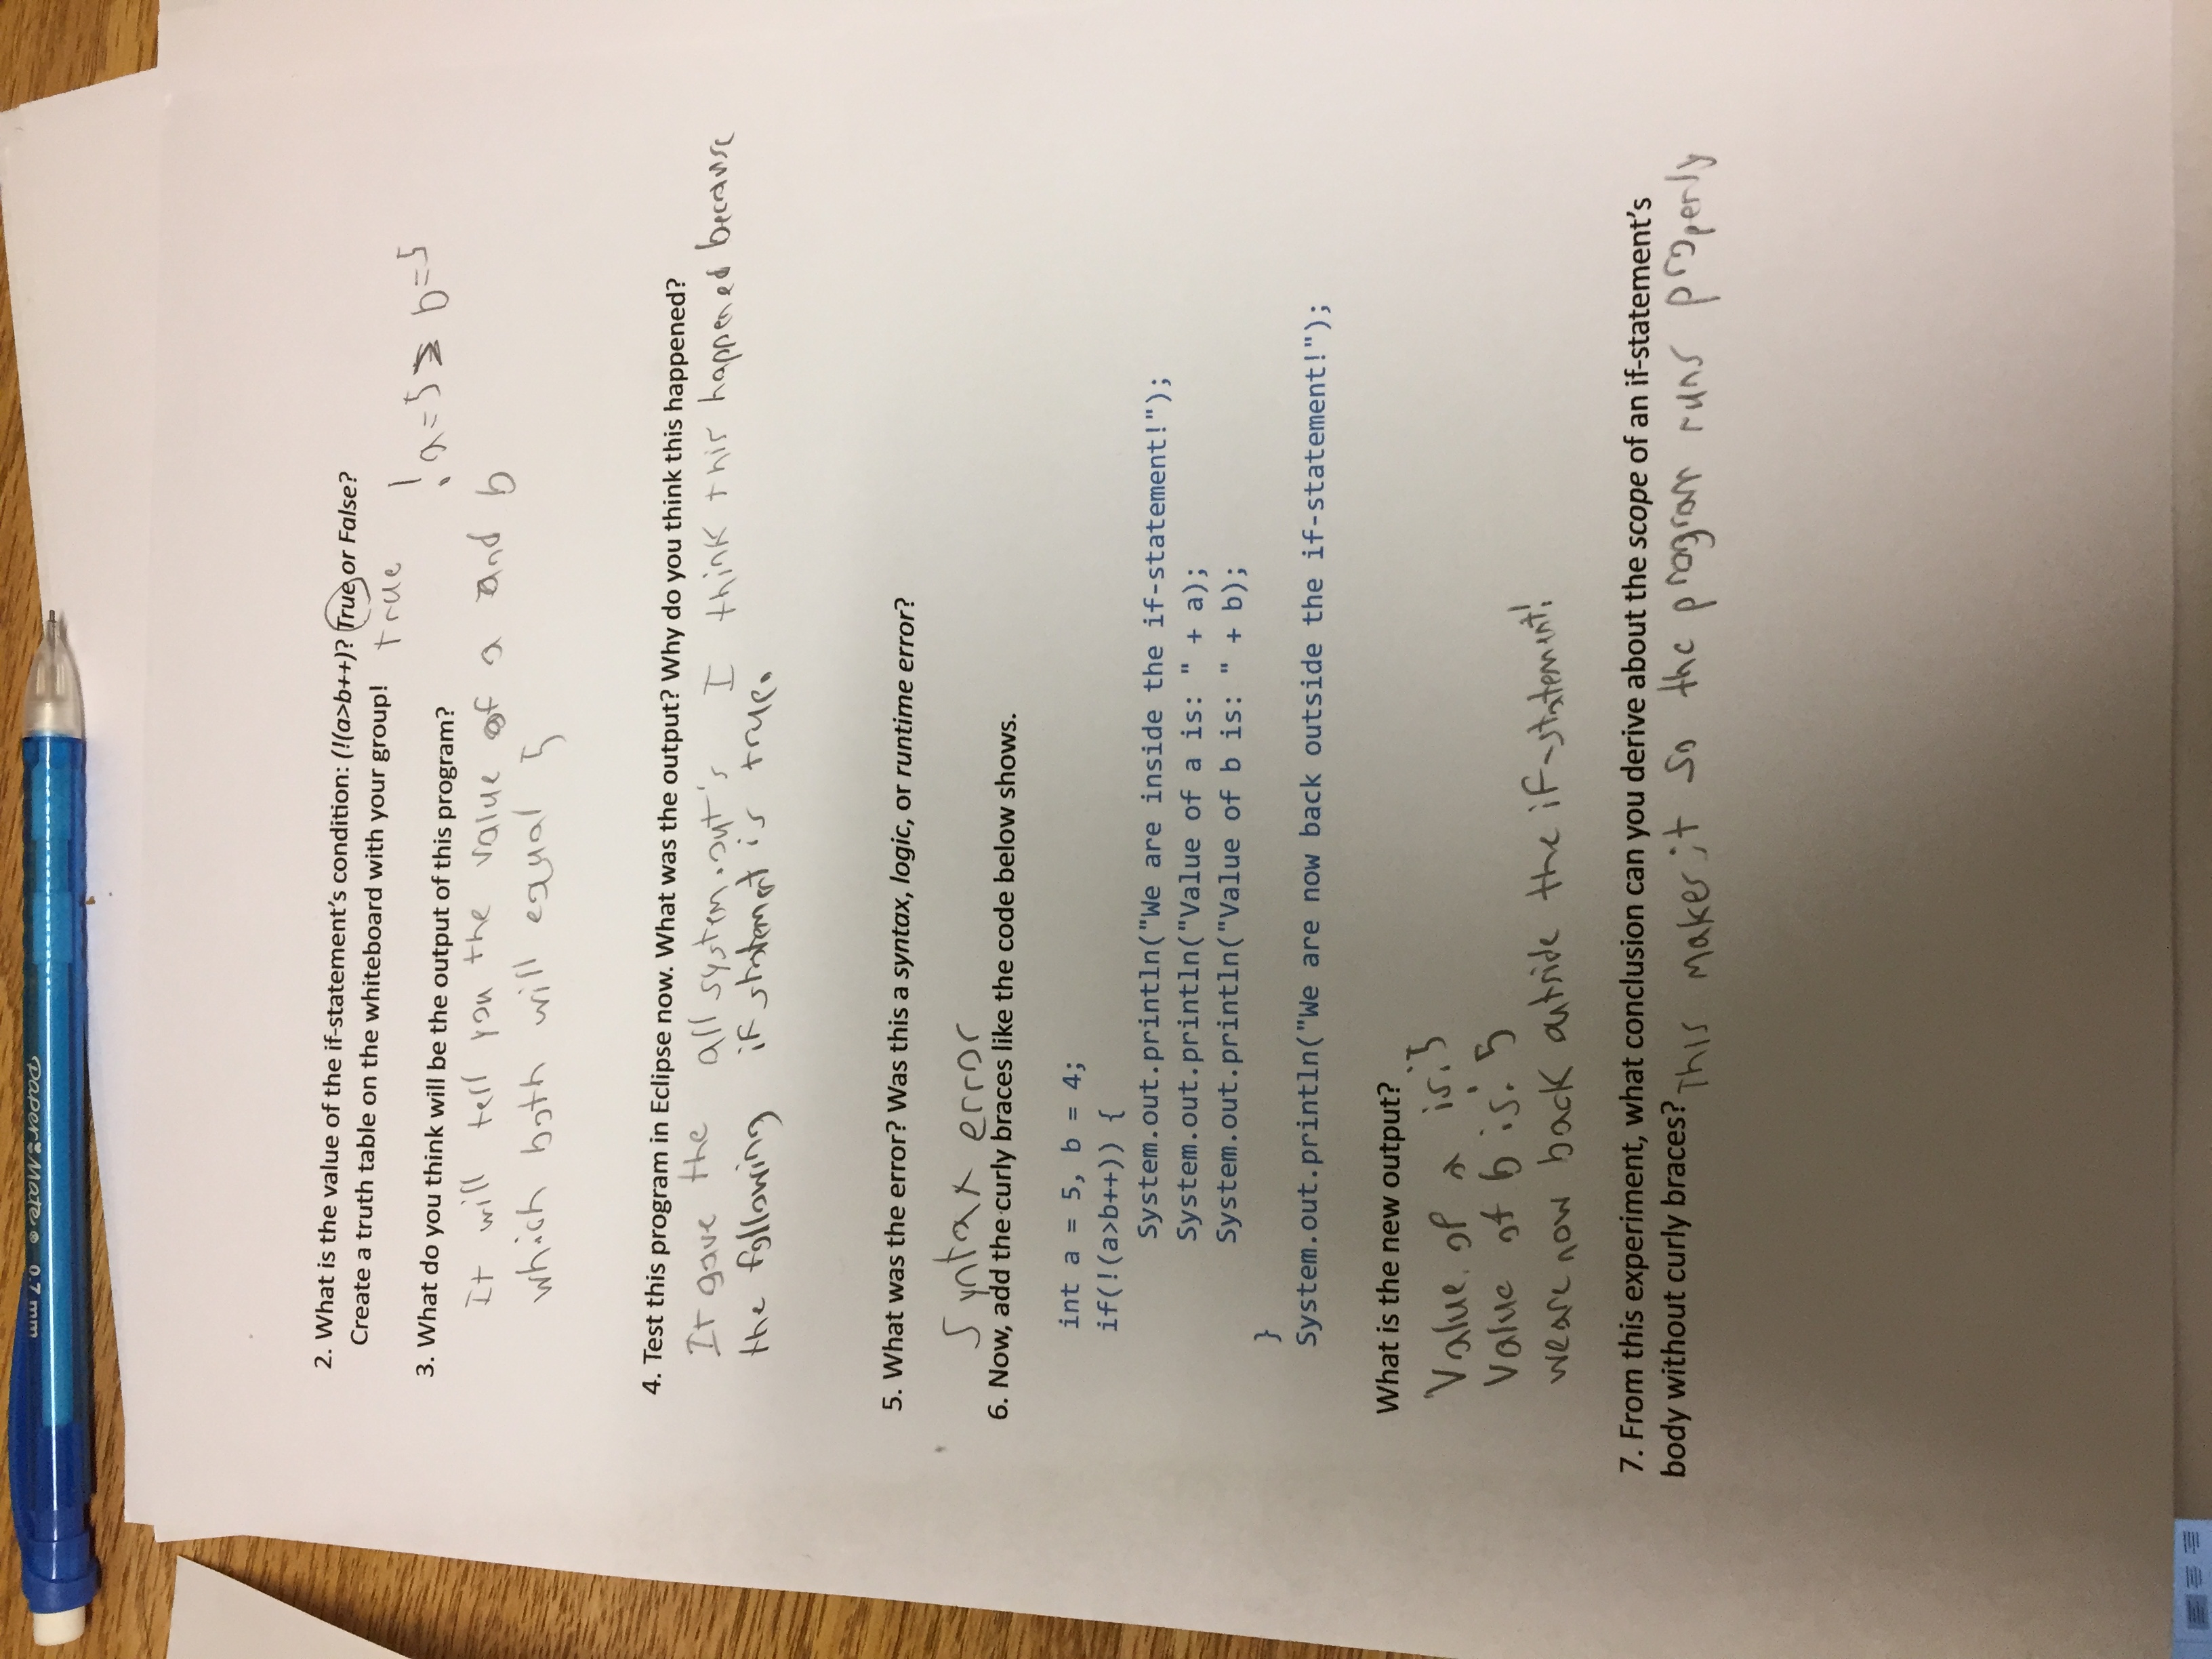 Paper Mate ® 0.7 mm
2. What is the value of the if-statement's condition: (!(a>b++)? True or False?
Create a truth table on the whiteboard with your group!
true
! a=5 > b=5
3. What do you think will be the output of this program?
It will tell you the value of a and b
which both will equal 5
4. Test this program in Eclipse now. What was the output? Why do you think this happened?
It gave the all system.out's I think this happened because
the following if statement is true.
5. What was the error? Was this a syntax, logic, or runtime error?
Syntax error
6. Now, add the curly braces like the code below shows.
int a = 5, b = 4;
if(!(a>b++)) {
System.out.println("We are inside the if-statement!");
System.out.println("Value of a is: " + a);
System.out.println("Value of b is: " + b);
}
System.out.println("We are now back outside the if-statement!");
What is the new output?
Value of a is: 5
Value of b is: 5
we are now back outside the if-statement!
7. From this experiment, what conclusion can you derive about the scope of an if-statement's
body without curly braces? This makes it so the program runs properly